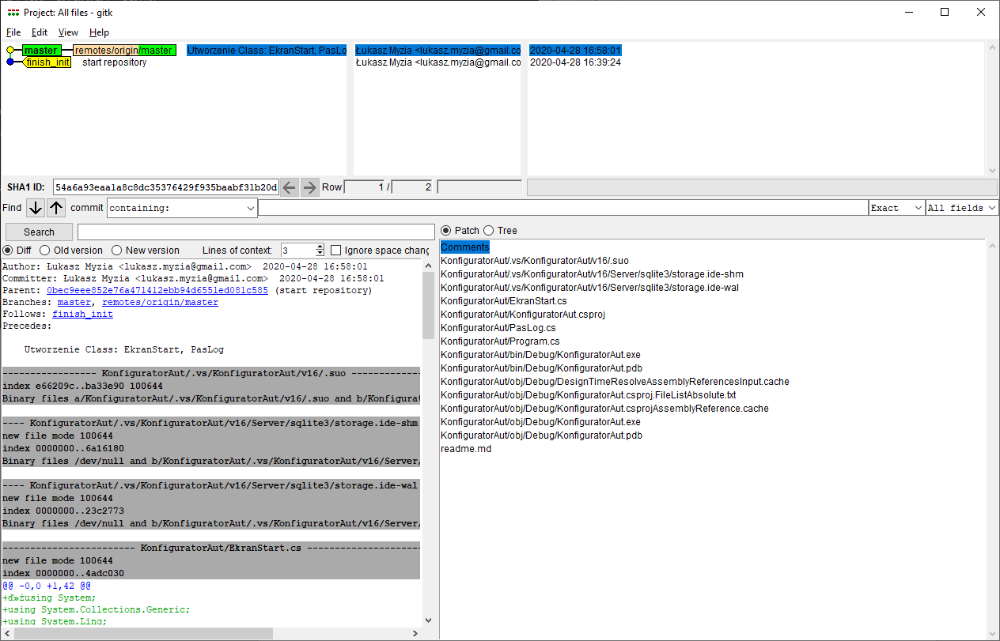 Project: All files - gitk
File Edit View Help
master remotes/origin/master Utworzenie Class: EkranStart, PasLo Łukasz Myzia <lukasz.myzia@gmail.co 2020-04-28 16:58:01
finish_init start repository Łukasz Myzia <lukasz.myzia@gmail.co 2020-04-28 16:39:24
SHA1 ID: 54a6a93eaa1a8c8dc35376429f935baabf31b20d Row 1 / 2
Find commit containing: Exact All fields
Search
Diff Old version New version Lines of context: 3 Ignore space chang
Author: Łukasz Myzia <lukasz.myzia@gmail.com> 2020-04-28 16:58:01
Committer: Łukasz Myzia <lukasz.myzia@gmail.com> 2020-04-28 16:58:01
Parent: 0bec9eee852e76a471412ebb94d6551ed081c585 (start repository)
Branches: master, remotes/origin/master
Follows: finish_init
Precedes:
Utworzenie Class: EkranStart, PasLog
----------------- KonfiguratorAut/.vs/KonfiguratorAut/v16/.suo -------------
index e66209c..ba33e90 100644
Binary files a/KonfiguratorAut/.vs/KonfiguratorAut/v16/.suo and b/Konfigurat
---- KonfiguratorAut/.vs/KonfiguratorAut/v16/Server/sqlite3/storage.ide-shm
new file mode 100644
index 0000000..6a16180
Binary files /dev/null and b/KonfiguratorAut/.vs/KonfiguratorAut/v16/Server/
---- KonfiguratorAut/.vs/KonfiguratorAut/v16/Server/sqlite3/storage.ide-wal
new file mode 100644
index 0000000..23c2773
Binary files /dev/null and b/KonfiguratorAut/.vs/KonfiguratorAut/v16/Server/
------------------------ KonfiguratorAut/EkranStart.cs ---------------------
new file mode 100644
index 0000000..4adc030
@@ -0,0 +1,42 @@
+ď»żusing System;
+using System.Collections.Generic;
+using System.Linq;
Patch Tree
Comments
KonfiguratorAut/.vs/KonfiguratorAut/v16/.suo
KonfiguratorAut/.vs/KonfiguratorAut/v16/Server/sqlite3/storage.ide-shm
KonfiguratorAut/.vs/KonfiguratorAut/v16/Server/sqlite3/storage.ide-wal
KonfiguratorAut/EkranStart.cs
KonfiguratorAut/KonfiguratorAut.csproj
KonfiguratorAut/PasLog.cs
KonfiguratorAut/Program.cs
KonfiguratorAut/bin/Debug/KonfiguratorAut.exe
KonfiguratorAut/bin/Debug/KonfiguratorAut.pdb
KonfiguratorAut/obj/Debug/DesignTimeResolveAssemblyReferencesInput.cache
KonfiguratorAut/obj/Debug/KonfiguratorAut.csproj.FileListAbsolute.txt
KonfiguratorAut/obj/Debug/KonfiguratorAut.csprojAssemblyReference.cache
KonfiguratorAut/obj/Debug/KonfiguratorAut.exe
KonfiguratorAut/obj/Debug/KonfiguratorAut.pdb
readme.md